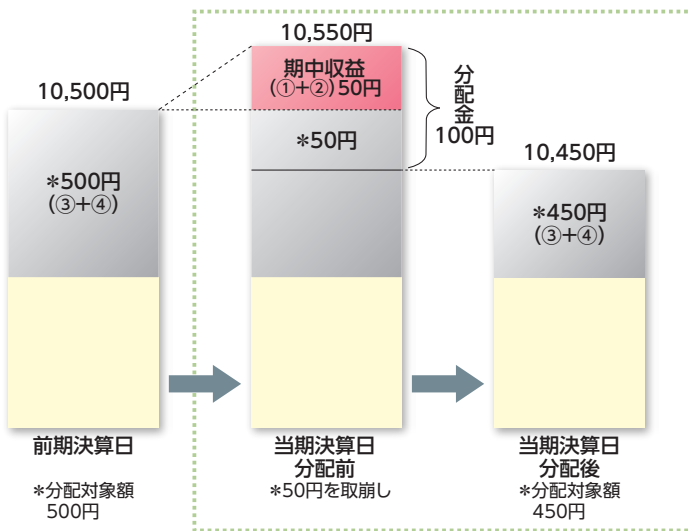 10,500円
*500円
(③+④)
前期決算日
*分配対象額
500円
10,550円
期中収益
(①+②)50円
*50円
分配金
100円
当期決算日
分配前
*50円を取崩し
10,450円
*450円
(③+④)
当期決算日
分配後
*分配対象額
450円